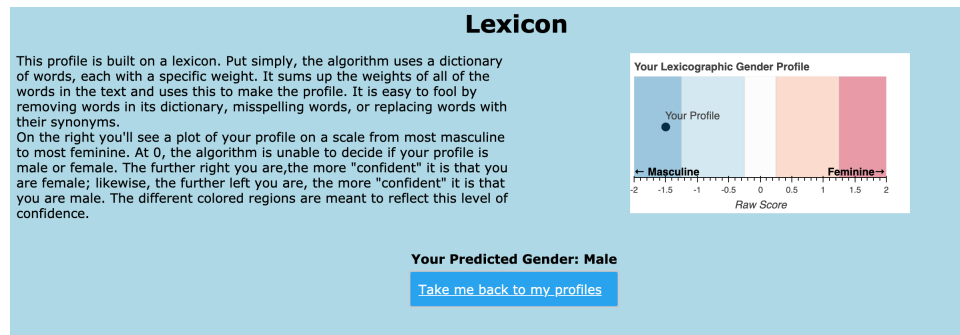 Lexicon
This profile is built on a lexicon. Put simply, the algorithm uses a dictionary
of words, each with a specific weight. It sums up the weights of all of the
words in the text and uses this to make the profile. It is easy to fool by
removing words in its dictionary, misspelling words, or replacing words with
their synonyms.
On the right you'll see a plot of your profile on a scale from most masculine
to most feminine. At 0, the algorithm is unable to decide if your profile is
male or female. The further right you are,the more "confident" it is that you
are female; likewise, the further left you are, the more "confident" it is that
you are male. The different colored regions are meant to reflect this level of
confidence.
Your Lexicographic Gender Profile
Your Profile
← Masculine Feminine→
-2 -1.5 -1 -0.5 0 0.5 1 1.5 2
Raw Score
Your Predicted Gender: Male
Take me back to my profiles